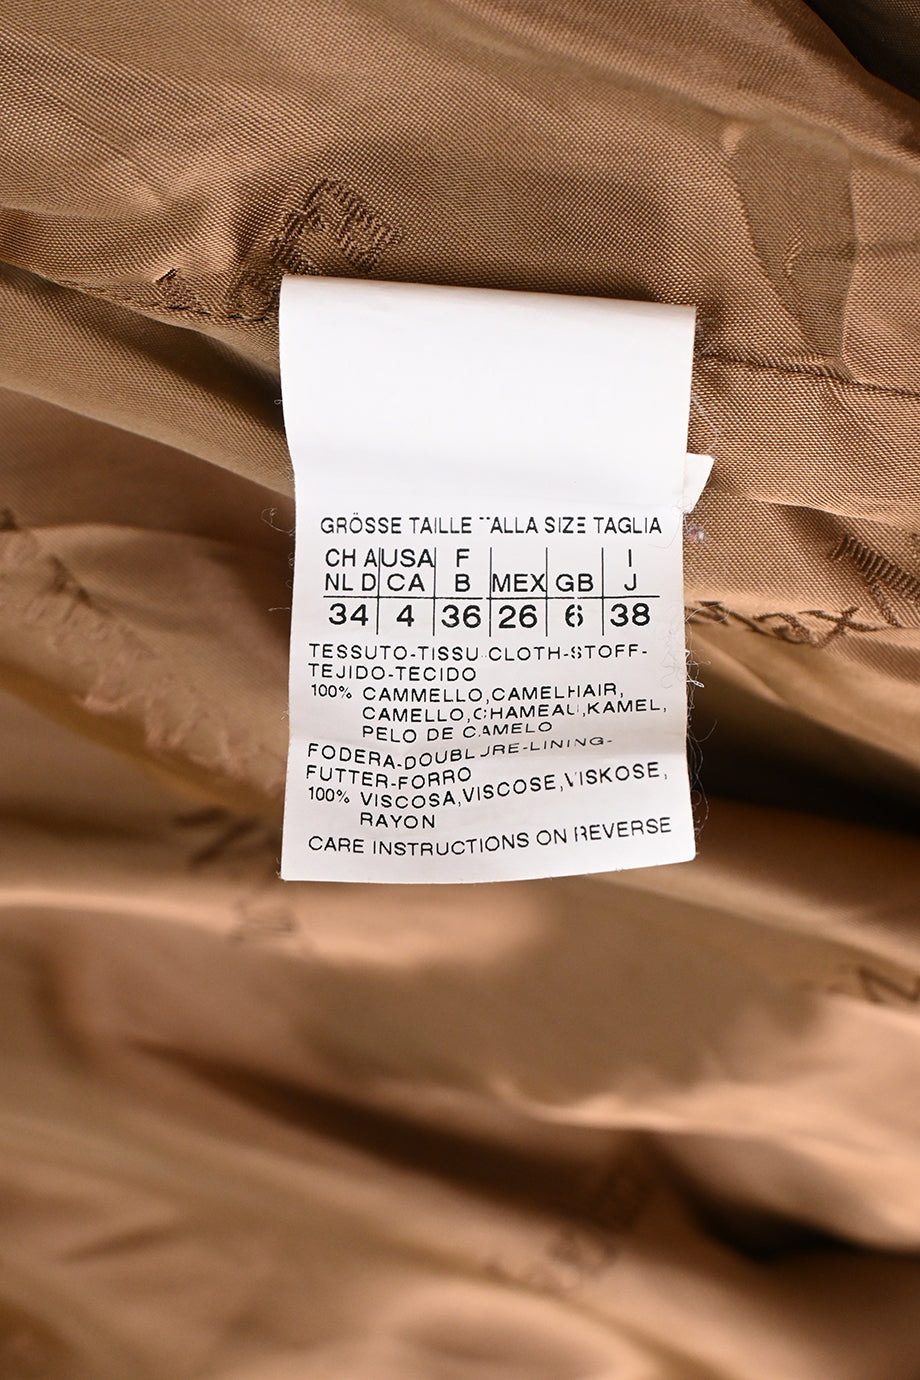 GRÖSSE TAILLE TALLA SIZE TAGLIA
CH A USA F I
NL D CA B MEX GB J
34 4 36 26 6 38
TESSUTO-TISSU-CLOTH-STOFF-
TEJIDO-TECIDO
100% CAMMELLO,CAMELHAIR,
CAMELLO,CHAMEAU,KAMEL,
PELO DE CAMELO
FODERA-DOUBLURE-LINING-
FUTTER-FORRO
100% VISCOSA,VISCOSE,VISKOSE,
RAYON
CARE INSTRUCTIONS ON REVERSE